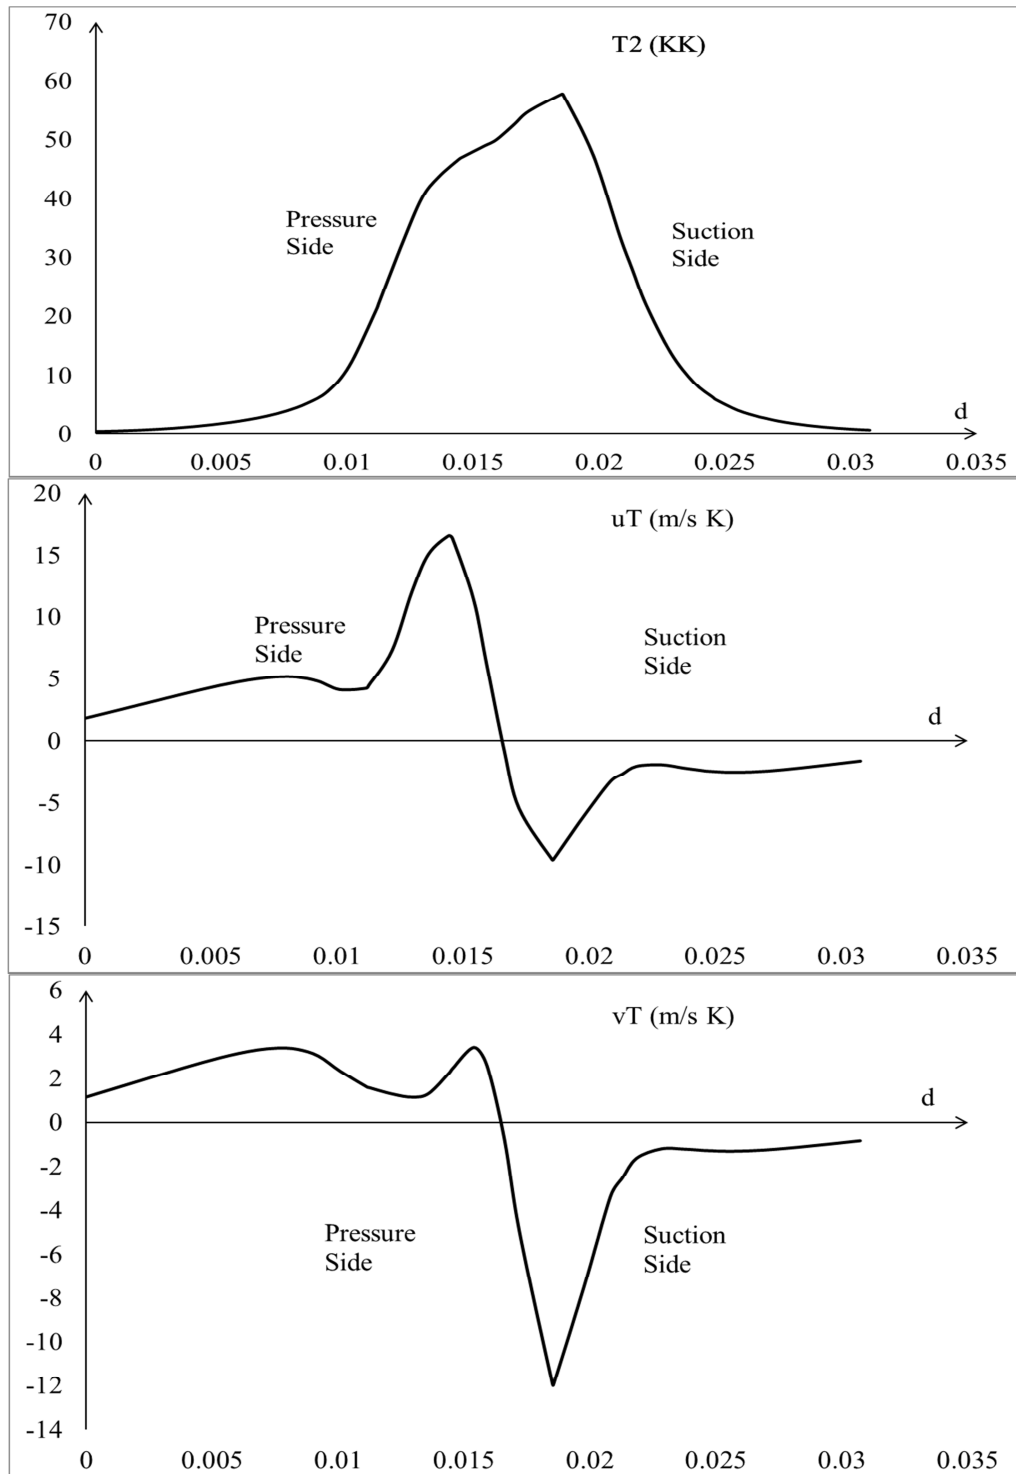 70
T2 (KK)
60
50
40
Pressure
Side
Suction
Side
30
20
10
d
0
0 0.005 0.01 0.015 0.02 0.025 0.03 0.035
20
uT (m/s K)
15
10
Pressure
Side
Suction
Side
5
d
0
-5
-10
-15
0 0.005 0.01 0.015 0.02 0.025 0.03 0.035
6
vT (m/s K)
4
2
d
0
-2
-4
Pressure
Side
Suction
Side
-6
-8
-10
-12
-14
0 0.005 0.01 0.015 0.02 0.025 0.03 0.035